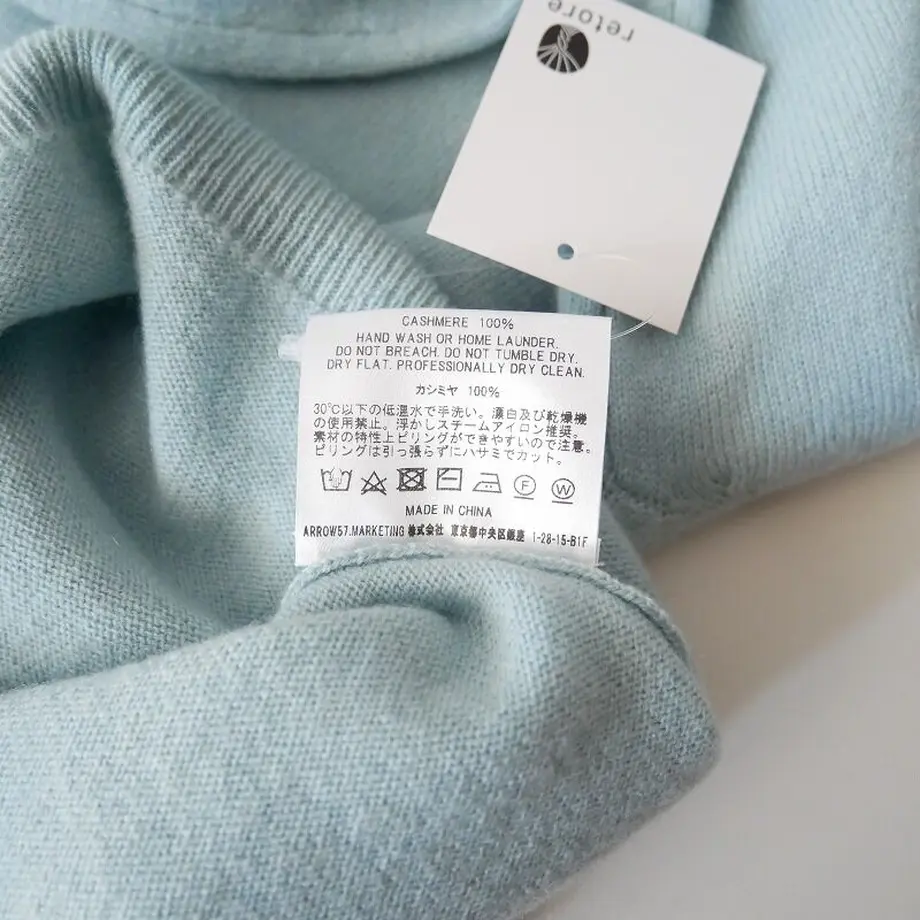 retore
CASHMERE 100%
HAND WASH OR HOME LAUNDER.
DO NOT BREACH. DO NOT TUMBLE DRY.
DRY FLAT. PROFESSIONALLY DRY CLEAN.
カシミヤ 100%
30℃以下の低温水で手洗い。漂白及び乾燥機
の使用禁止。浮かしスチームアイロン推奨。
素材の特性上ピリングができやすいので注意。
ピリングは引っ張らずにハサミでカット。
F W
MADE IN CHINA
ARROW57.MARKETING 株式会社 東京都中央区銀座 1-28-15-B1F